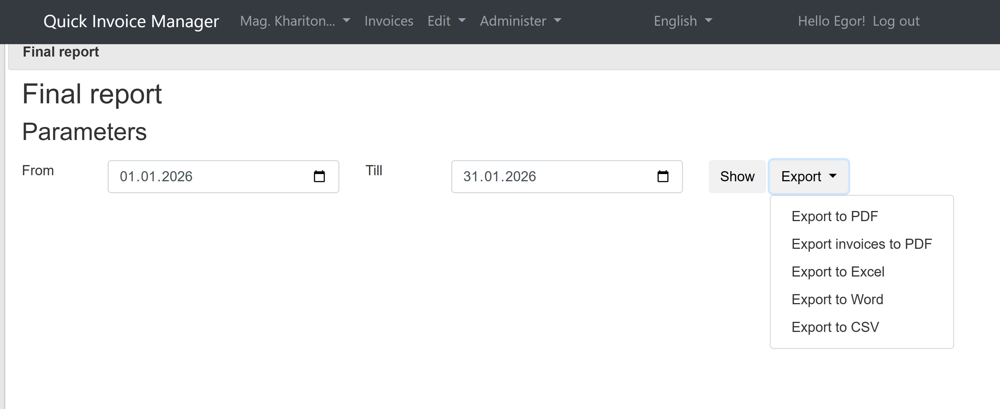 Quick Invoice Manager Mag. Khariton... Invoices Edit Administer English Hello Egor! Log out
Final report
Final report
Parameters
From 01.01.2026 Till 31.01.2026 Show Export
Export to PDF
Export invoices to PDF
Export to Excel
Export to Word
Export to CSV